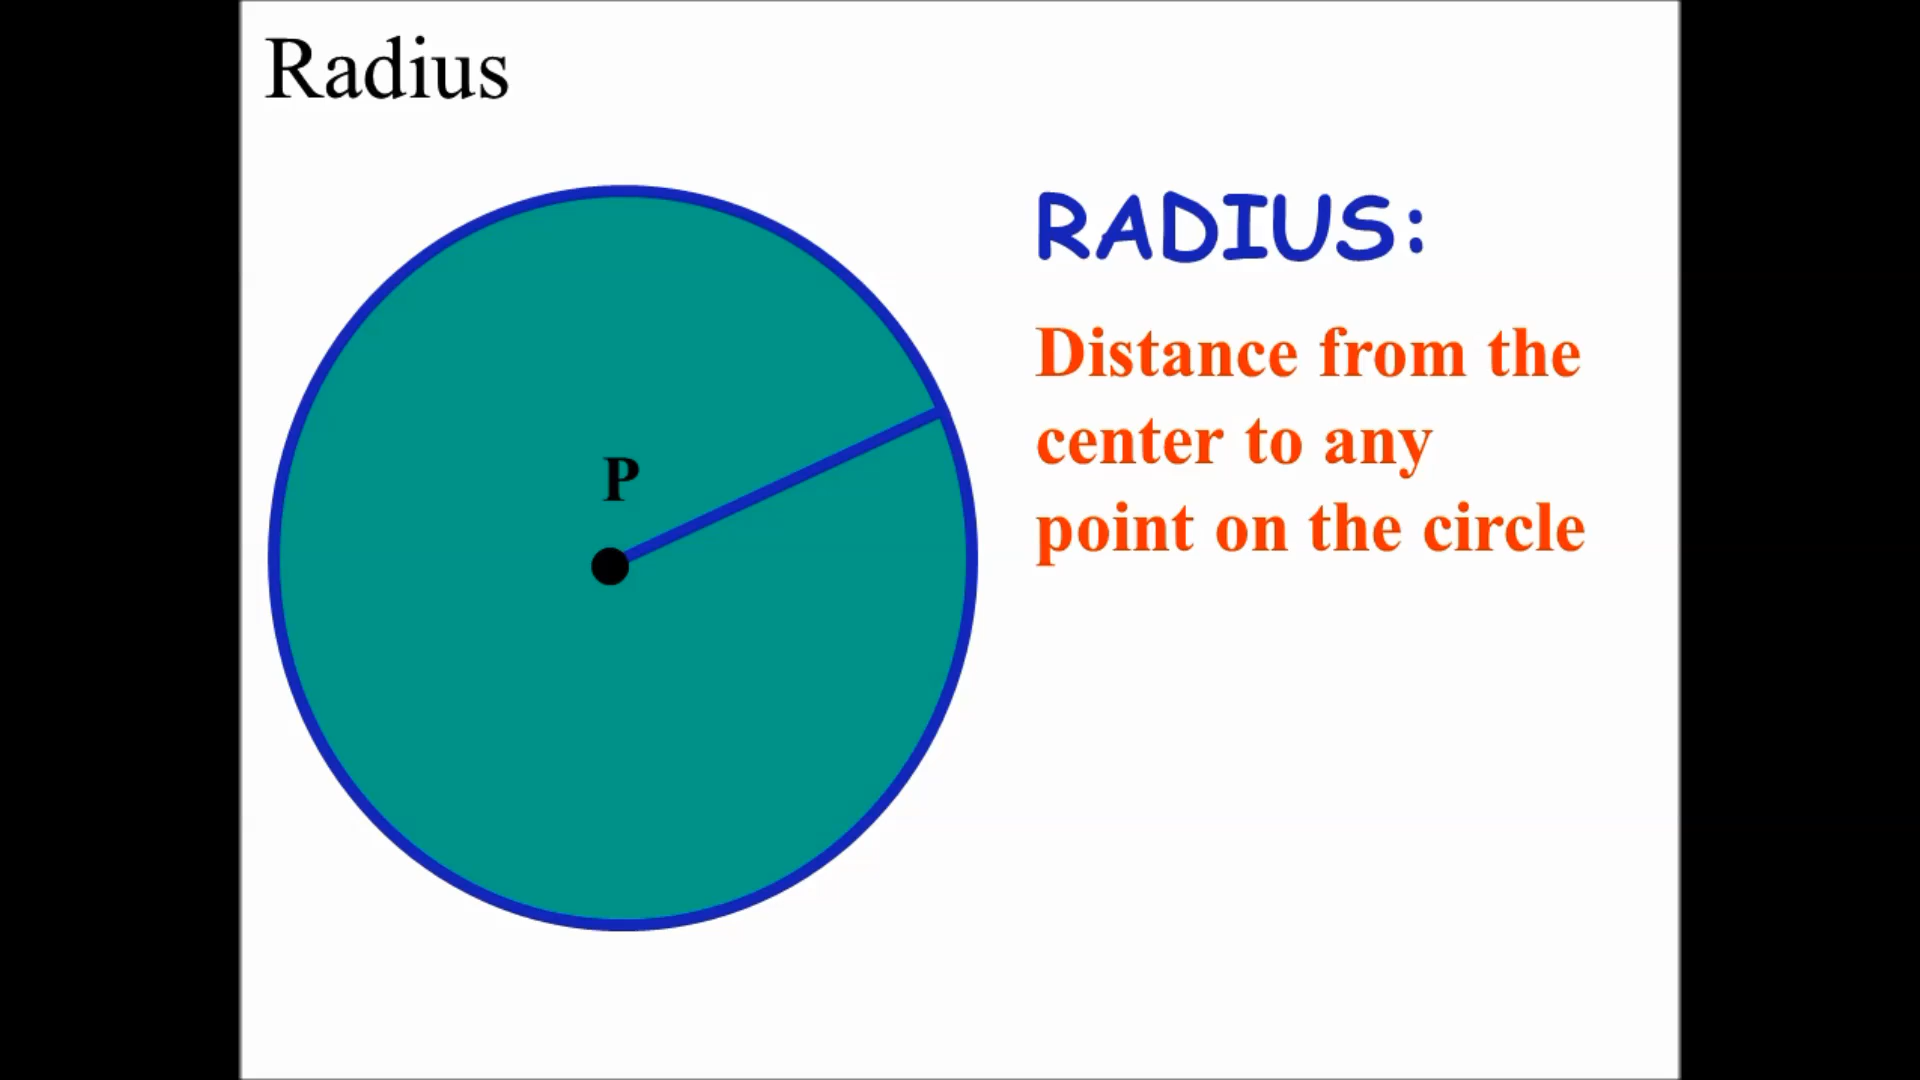 Radius
RADIUS:
Distance from the
center to any
point on the circle
P